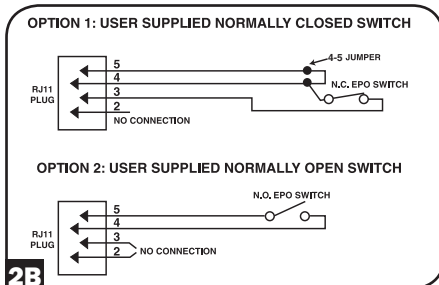 OPTION 1: USER SUPPLIED NORMALLY CLOSED SWITCH
4-5 JUMPER
5
4
RJ11
PLUG
3
N.C. EPO SWITCH
2
NO CONNECTION
OPTION 2: USER SUPPLIED NORMALLY OPEN SWITCH
N.O. EPO SWITCH
5
4
RJ11
PLUG
3
2
NO CONNECTION
2B